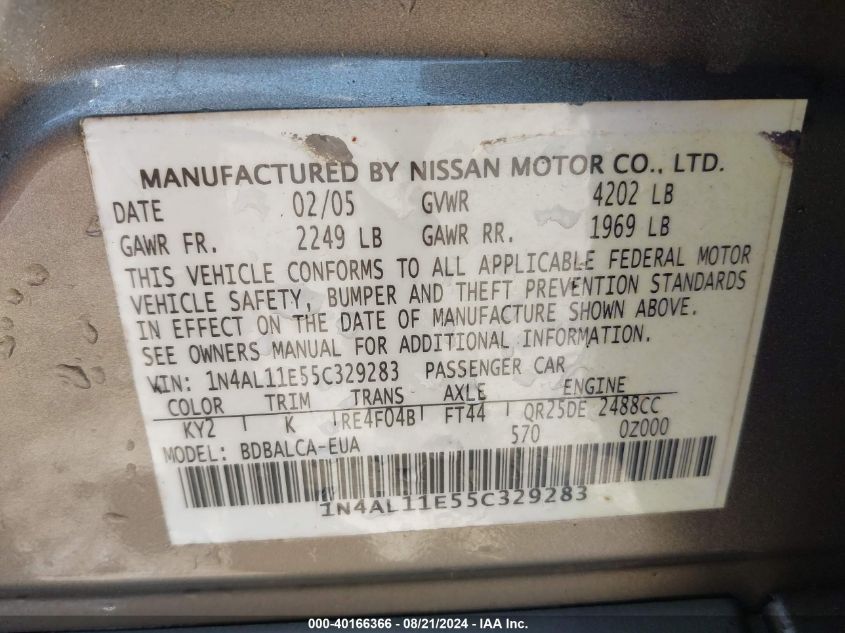 MANUFACTURED BY NISSAN MOTOR CO., LTD.
DATE 02/05 GVWR 4202 LB
GAWR FR. 2249 LB GAWR RR. 1969 LB
THIS VEHICLE CONFORMS TO ALL APPLICABLE FEDERAL MOTOR
VEHICLE SAFETY, BUMPER AND THEFT PREVENTION STANDARDS
IN EFFECT ON THE DATE OF MANUFACTURE SHOWN ABOVE.
SEE OWNERS MANUAL FOR ADDITIONAL INFORMATION.
VIN: 1N4AL11E55C329283 PASSENGER CAR
COLOR TRIM TRANS AXLE ENGINE
KY2 K RE4F04B FT44 QR25DE 2488CC
MODEL: BDBALCA-EUA 570 0Z000
1N4AL11E55C329283
000-40166366 - 08/21/2024 - IAA Inc.